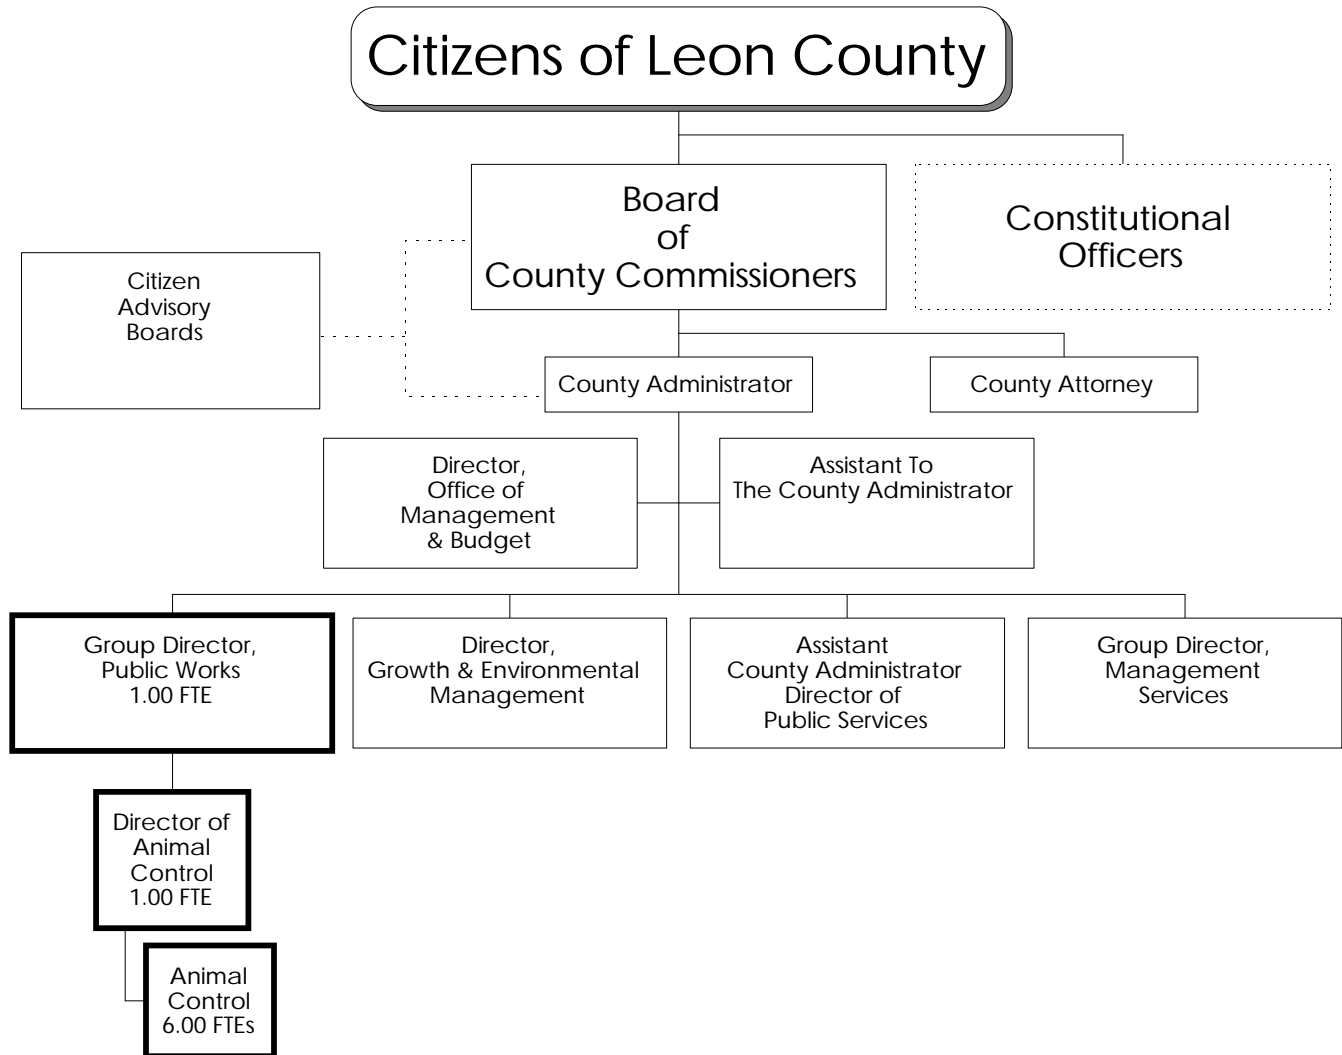 Citizens of Leon County
Board
of
County Commissioners
Constitutional
Officers
Citizen
Advisory
Boards
County Administrator
County Attorney
Director,
Office of
Management
& Budget
Assistant To
The County Administrator
Group Director,
Public Works
1.00 FTE
Director,
Growth & Environmental
Management
Assistant
County Administrator
Director of
Public Services
Group Director,
Management
Services
Director of
Animal
Control
1.00 FTE
Animal
Control
6.00 FTEs